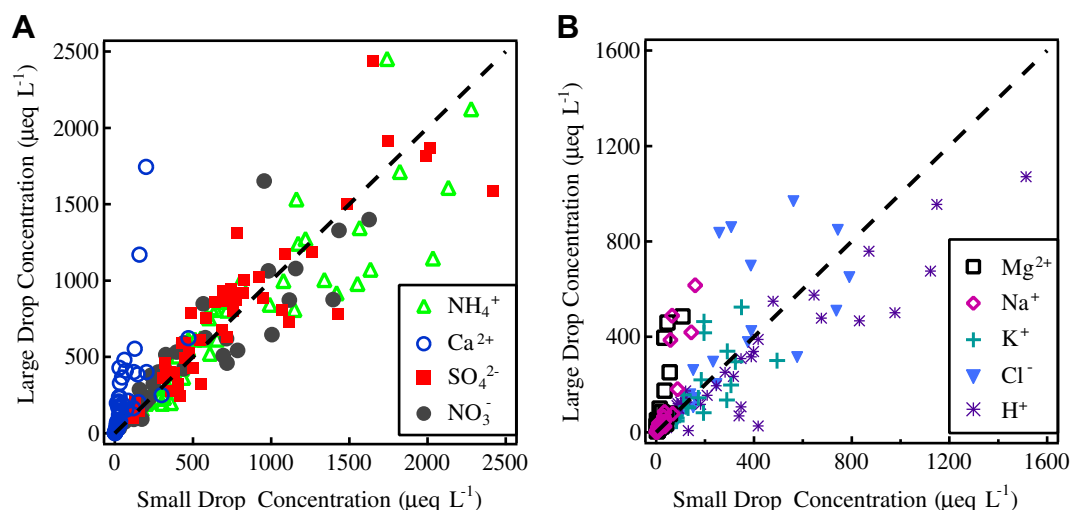 A
Large Drop Concentration (µeq L⁻¹)
2500
2000
1500
1000
500
0
0 500 1000 1500 2000 2500
Small Drop Concentration (µeq L⁻¹)
NH₄⁺
Ca²⁺
SO₄²⁻
NO₃⁻
B
Large Drop Concentration (µeq L⁻¹)
1600
1200
800
400
0
0 400 800 1200 1600
Small Drop Concentration (µeq L⁻¹)
Mg²⁺
Na⁺
K⁺
Cl⁻
H⁺